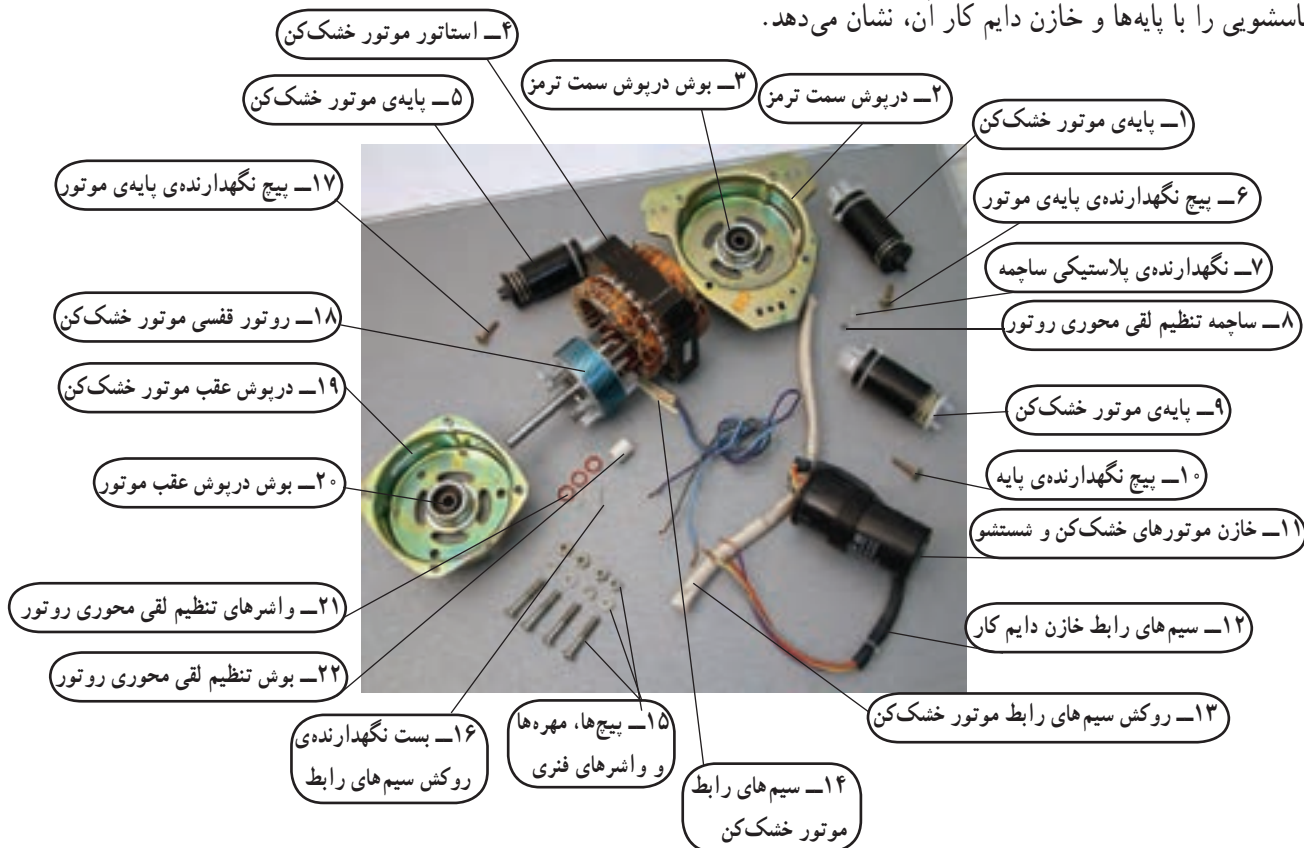 اسشویی را با پایه‌ها و خازن دایم کار آن، نشان می‌دهد.
۴ــ استاتور موتور خشک‌کن
۵ــ پایه‌ی موتور خشک‌کن
۳ــ بوش درپوش سمت ترمز
۲ــ درپوش سمت ترمز
۱ــ پایه‌ی موتور خشک‌کن
۱۷ــ پیچ نگهدارنده‌ی پایه‌ی موتور
۶ــ پیچ نگهدارنده‌ی پایه‌ی موتور
۷ــ نگهدارنده‌ی پلاستیکی ساچمه
۸ــ ساچمه تنظیم لقی محوری روتور
۱۸ــ روتور قفسی موتور خشک‌کن
۱۹ــ درپوش عقب موتور خشک‌کن
۹ــ پایه‌ی موتور خشک‌کن
۲۰ــ بوش درپوش عقب موتور
۱۰ــ پیچ نگهدارنده‌ی پایه
۱۱ــ خازن موتورهای خشک‌کن و شستشو
۲۱ــ واشرهای تنظیم لقی محوری روتور
۱۲ــ سیم‌های رابط خازن دایم کار
۲۲ــ بوش تنظیم لقی محوری روتور
۱۳ــ روکش سیم‌های رابط موتور خشک‌کن
۱۶ــ بست نگهدارنده‌ی
روکش سیم‌های رابط
۱۵ــ پیچ‌ها، مهره‌ها
و واشرهای فنری
۱۴ــ سیم‌های رابط
موتور خشک‌کن